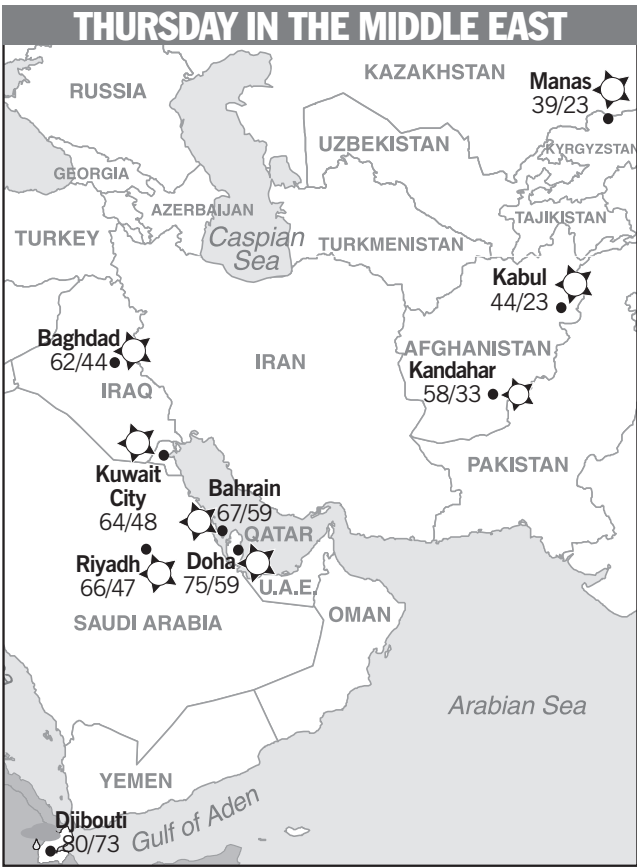 THURSDAY IN THE MIDDLE EAST
KAZAKHSTAN
Manas
39/23
RUSSIA
UZBEKISTAN
KYRGYZSTAN
GEORGIA
AZERBAIJAN
TAJIKISTAN
TURKEY
Caspian
Sea
TURKMENISTAN
Kabul
44/23
Baghdad
62/44
IRAN
AFGHANISTAN
Kandahar
58/33
IRAQ
PAKISTAN
Kuwait
City
64/48
Bahrain
67/59
QATAR
Riyadh
66/47
Doha
75/59
U.A.E.
OMAN
SAUDI ARABIA
Arabian Sea
YEMEN
Djibouti
80/73
Gulf of Aden